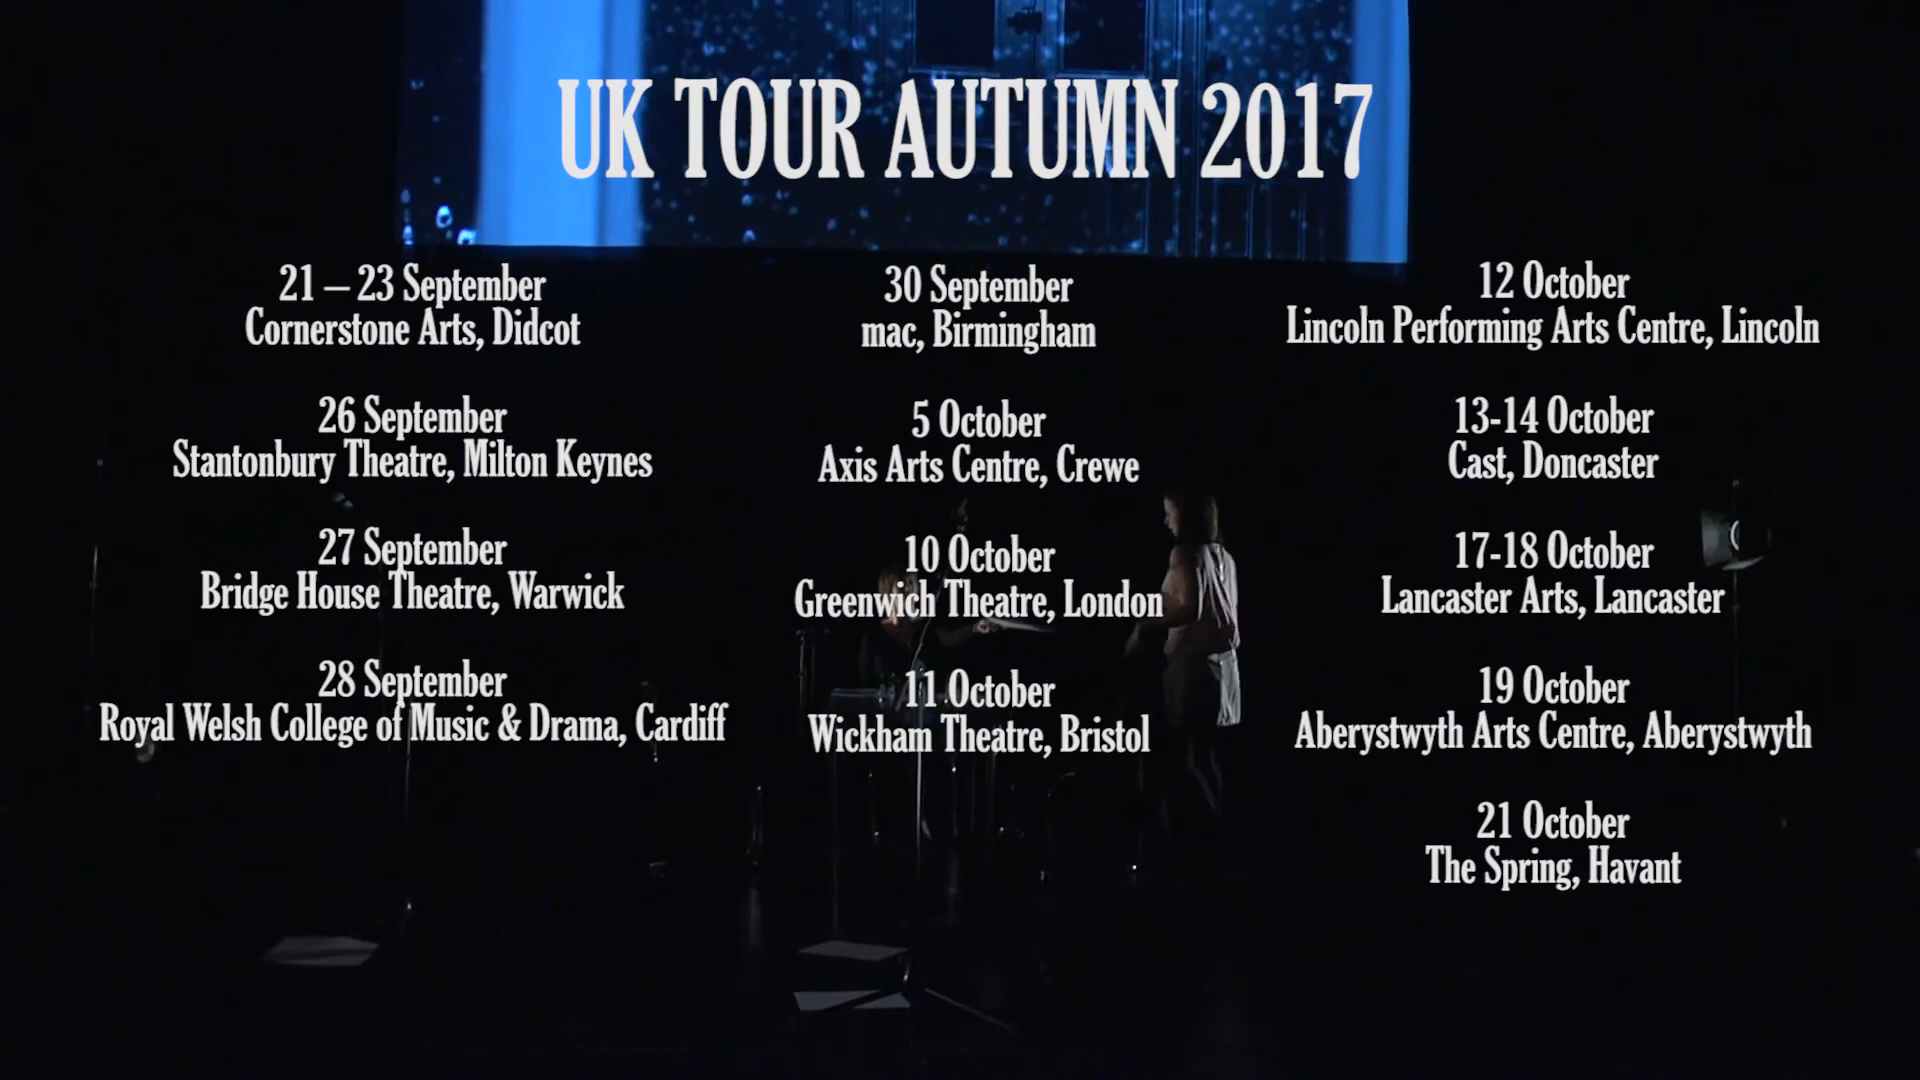 UK TOUR AUTUMN 2017
21 – 23 September
Cornerstone Arts, Didcot
26 September
Stantonbury Theatre, Milton Keynes
27 September
Bridge House Theatre, Warwick
28 September
Royal Welsh College of Music & Drama, Cardiff
30 September
mac, Birmingham
5 October
Axis Arts Centre, Crewe
10 October
Greenwich Theatre, London
11 October
Wickham Theatre, Bristol
12 October
Lincoln Performing Arts Centre, Lincoln
13-14 October
Cast, Doncaster
17-18 October
Lancaster Arts, Lancaster
19 October
Aberystwyth Arts Centre, Aberystwyth
21 October
The Spring, Havant